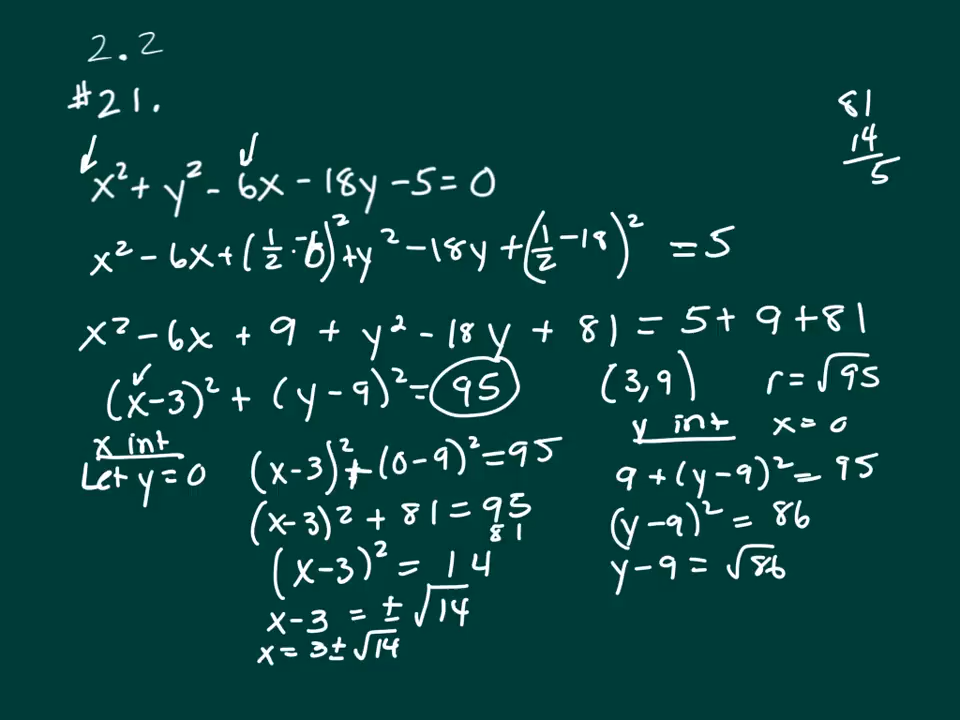 2.2
#21.
81
14
5
x² + y² - 6x - 18y - 5 = 0
x² - 6x + (1/2 · -6)² + y² - 18y + (1/2 - 18)² = 5
x² - 6x + 9 + y² - 18y + 81 = 5 + 9 + 81
(x - 3)² + (y - 9)² = 95
(3, 9) r = √95
x int
Let y = 0
(x - 3)² + (0 - 9)² = 95
(x - 3)² + 81 = 95
81
(x - 3)² = 14
x - 3 = ± √14
x = 3 ± √14
y int x = 0
9 + (y - 9)² = 95
(y - 9)² = 86
y - 9 = √86